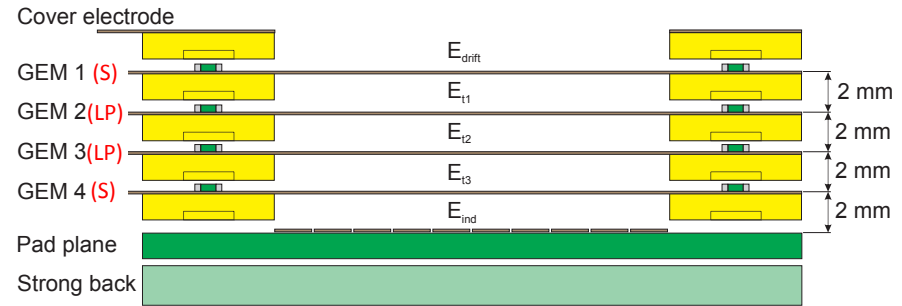 Cover electrode
E_drift
GEM 1 (S)
E_t1
2 mm
GEM 2(LP)
E_t2
2 mm
GEM 3(LP)
E_t3
2 mm
GEM 4 (S)
E_ind
2 mm
Pad plane
Strong back